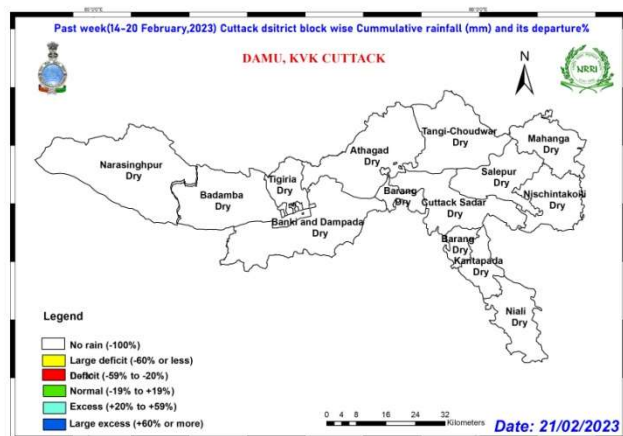 Past week(14-20 February,2023) Cuttack dsitrict block wise Cummulative rainfall (mm) and its departure%
DAMU, KVK CUTTACK
N
NRRI
Narasinghpur
Dry
Badamba
Dry
Tigiria
Dry
Banki and Dampada
Dry
Athagad
Dry
Tangi-Choudwar
Dry
Mahanga
Dry
Salepur
Dry
Nischintakoili
Dry
Barang
Dry
Cuttack Sadar
Dry
Barang
Dry
Kantapada
Dry
Niali
Dry
Legend
No rain (-100%)
Large deficit (-60% or less)
Deficit (-59% to -20%)
Normal (-19% to +19%)
Excess (+20% to +59%)
Large excess (+60% or more)
0 4 8 16 24 32
Kilometers
Date: 21/02/2023